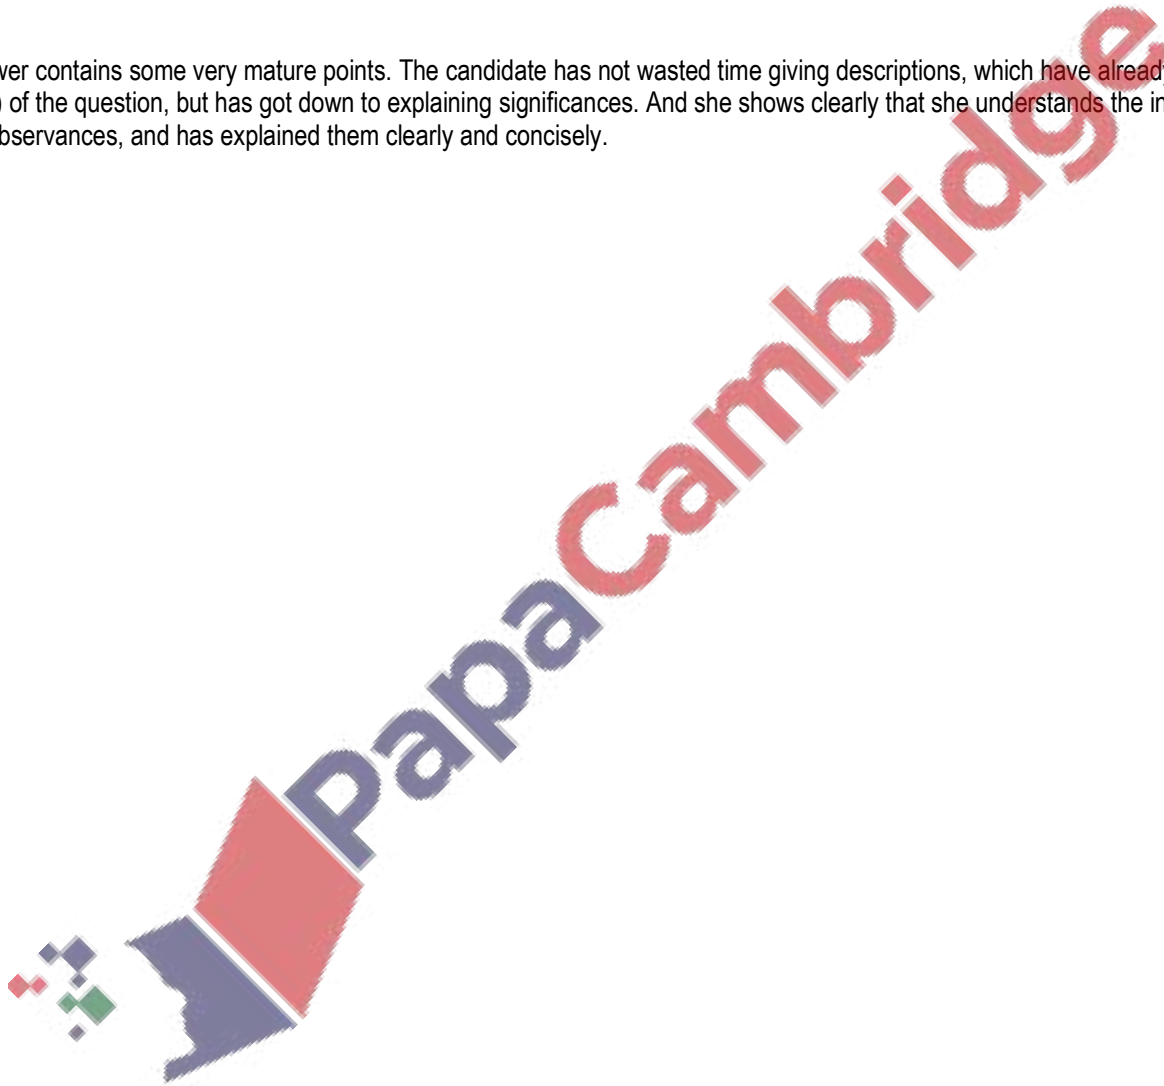 wer contains some very mature points. The candidate has not wasted time giving descriptions, which have already
) of the question, but has got down to explaining significances. And she shows clearly that she understands the in
bservances, and has explained them clearly and concisely.
PapaCambridge